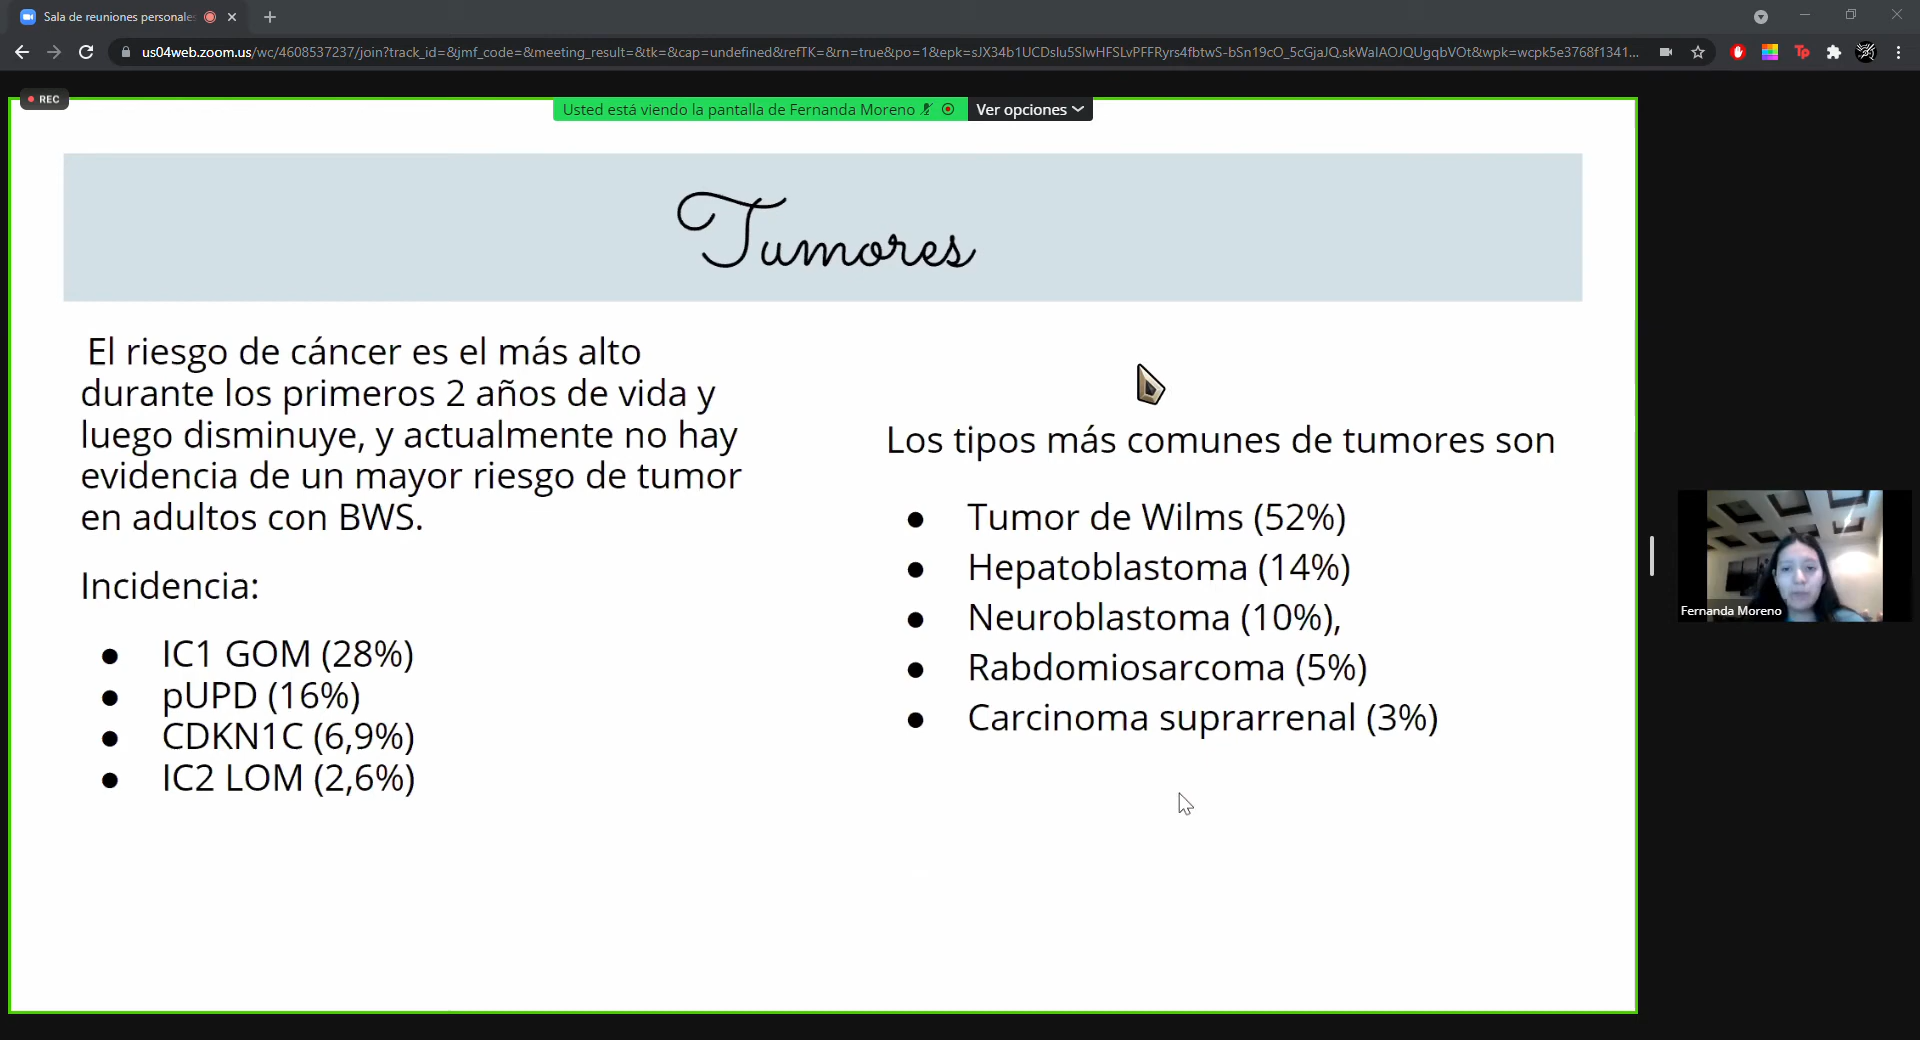 Sala de reuniones personales
us04web.zoom.us/wc/4608537237/join?track_id=&jmf_code=&meeting_result=&tk=&cap=undefined&refTK=&rn=true&po=1&epk=sJX34b1UCDslu5SlwHFSLvPFFRyrs4fbtwS-bSn19cO_5cGjaJQ.skWaIAOJQUgqbVOt&wpk=wcpk5e3768f1341...
REC
Usted está viendo la pantalla de Fernanda Moreno
Ver opciones
Tumores
El riesgo de cáncer es el más alto
durante los primeros 2 años de vida y
luego disminuye, y actualmente no hay
evidencia de un mayor riesgo de tumor
en adultos con BWS.
Incidencia:
● IC1 GOM (28%)
● pUPD (16%)
● CDKN1C (6,9%)
● IC2 LOM (2,6%)
Los tipos más comunes de tumores son
● Tumor de Wilms (52%)
● Hepatoblastoma (14%)
● Neuroblastoma (10%),
● Rabdomiosarcoma (5%)
● Carcinoma suprarrenal (3%)
Fernanda Moreno